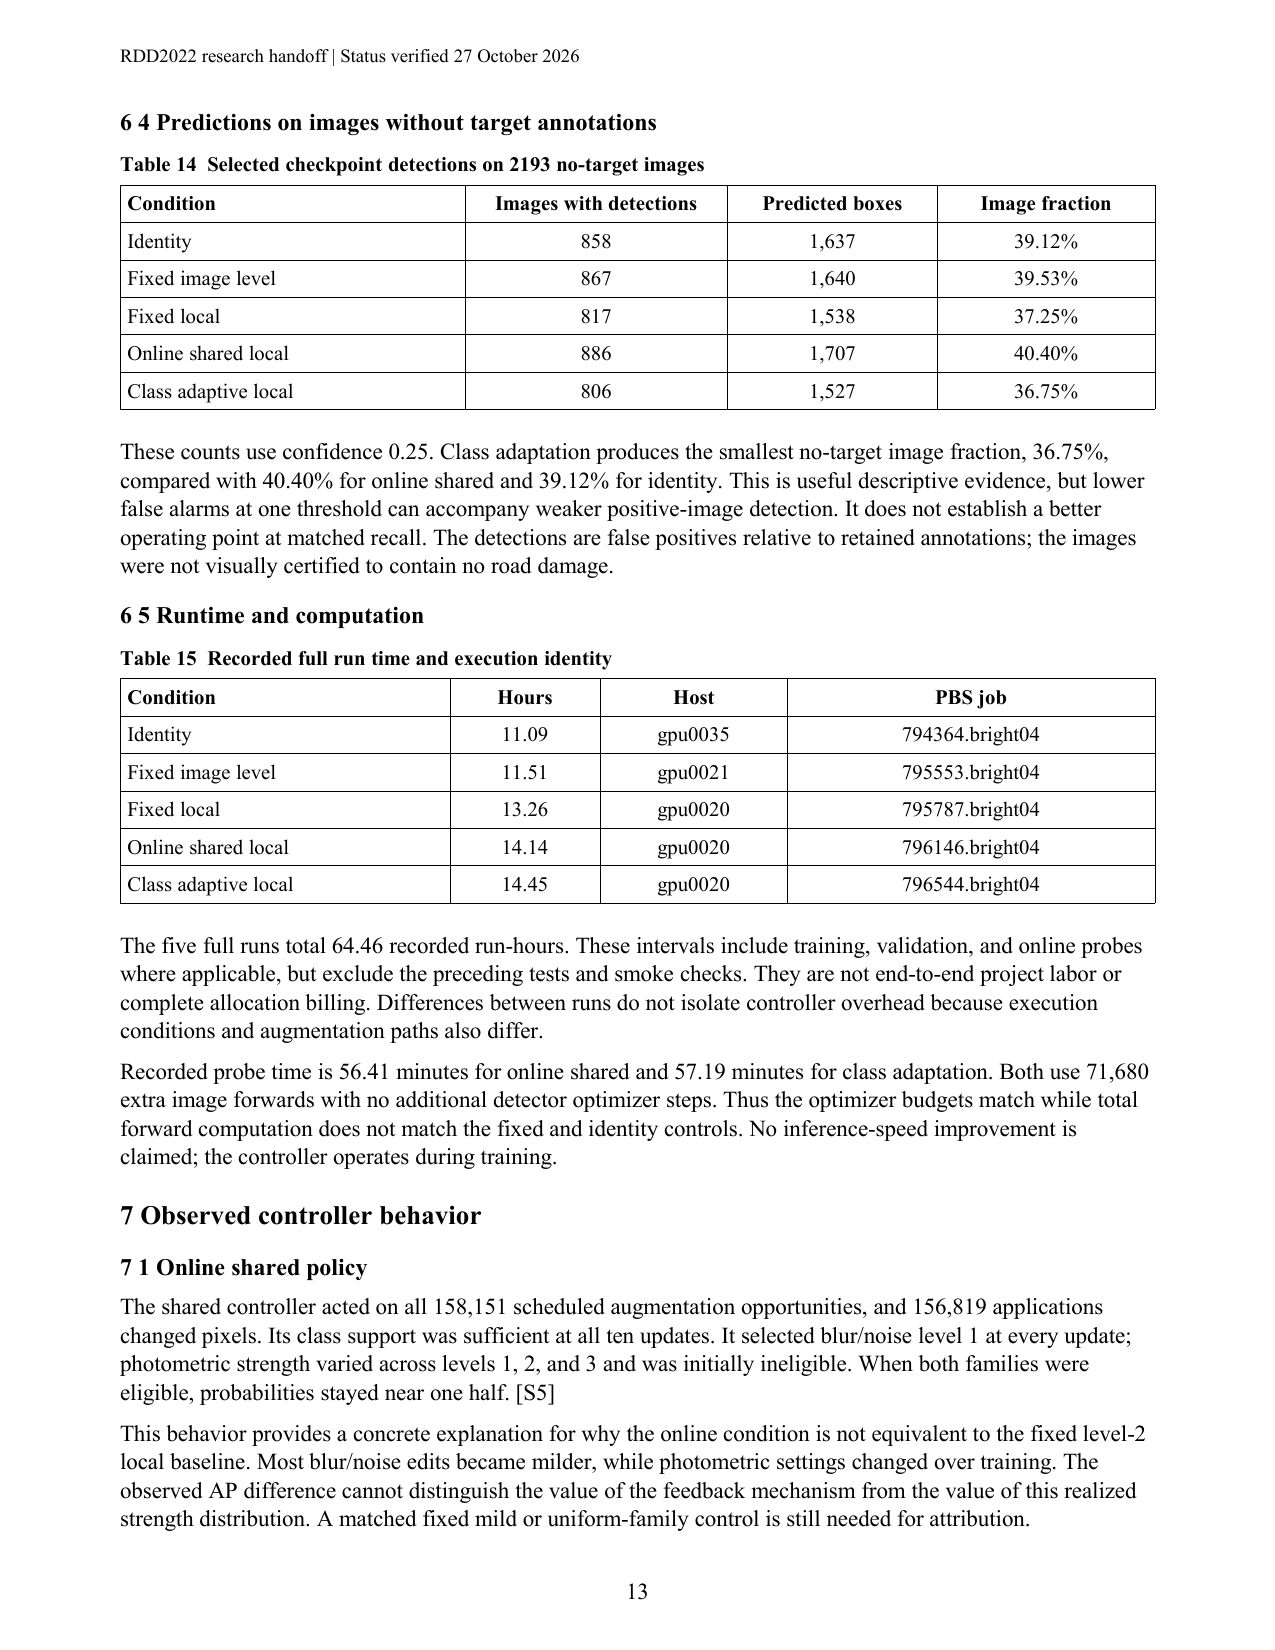 RDD2022 research handoff | Status verified 27 October 2026
6 4 Predictions on images without target annotations
Table 14 Selected checkpoint detections on 2193 no-target images
Condition Images with detections Predicted boxes Image fraction
Identity 858 1,637 39.12%
Fixed image level 867 1,640 39.53%
Fixed local 817 1,538 37.25%
Online shared local 886 1,707 40.40%
Class adaptive local 806 1,527 36.75%
These counts use confidence 0.25. Class adaptation produces the smallest no-target image fraction, 36.75%,
compared with 40.40% for online shared and 39.12% for identity. This is useful descriptive evidence, but lower
false alarms at one threshold can accompany weaker positive-image detection. It does not establish a better
operating point at matched recall. The detections are false positives relative to retained annotations; the images
were not visually certified to contain no road damage.
6 5 Runtime and computation
Table 15 Recorded full run time and execution identity
Condition Hours Host PBS job
Identity 11.09 gpu0035 794364.bright04
Fixed image level 11.51 gpu0021 795553.bright04
Fixed local 13.26 gpu0020 795787.bright04
Online shared local 14.14 gpu0020 796146.bright04
Class adaptive local 14.45 gpu0020 796544.bright04
The five full runs total 64.46 recorded run-hours. These intervals include training, validation, and online probes
where applicable, but exclude the preceding tests and smoke checks. They are not end-to-end project labor or
complete allocation billing. Differences between runs do not isolate controller overhead because execution
conditions and augmentation paths also differ.
Recorded probe time is 56.41 minutes for online shared and 57.19 minutes for class adaptation. Both use 71,680
extra image forwards with no additional detector optimizer steps. Thus the optimizer budgets match while total
forward computation does not match the fixed and identity controls. No inference-speed improvement is
claimed; the controller operates during training.
7 Observed controller behavior
7 1 Online shared policy
The shared controller acted on all 158,151 scheduled augmentation opportunities, and 156,819 applications
changed pixels. Its class support was sufficient at all ten updates. It selected blur/noise level 1 at every update;
photometric strength varied across levels 1, 2, and 3 and was initially ineligible. When both families were
eligible, probabilities stayed near one half. [S5]
This behavior provides a concrete explanation for why the online condition is not equivalent to the fixed level-2
local baseline. Most blur/noise edits became milder, while photometric settings changed over training. The
observed AP difference cannot distinguish the value of the feedback mechanism from the value of this realized
strength distribution. A matched fixed mild or uniform-family control is still needed for attribution.
13